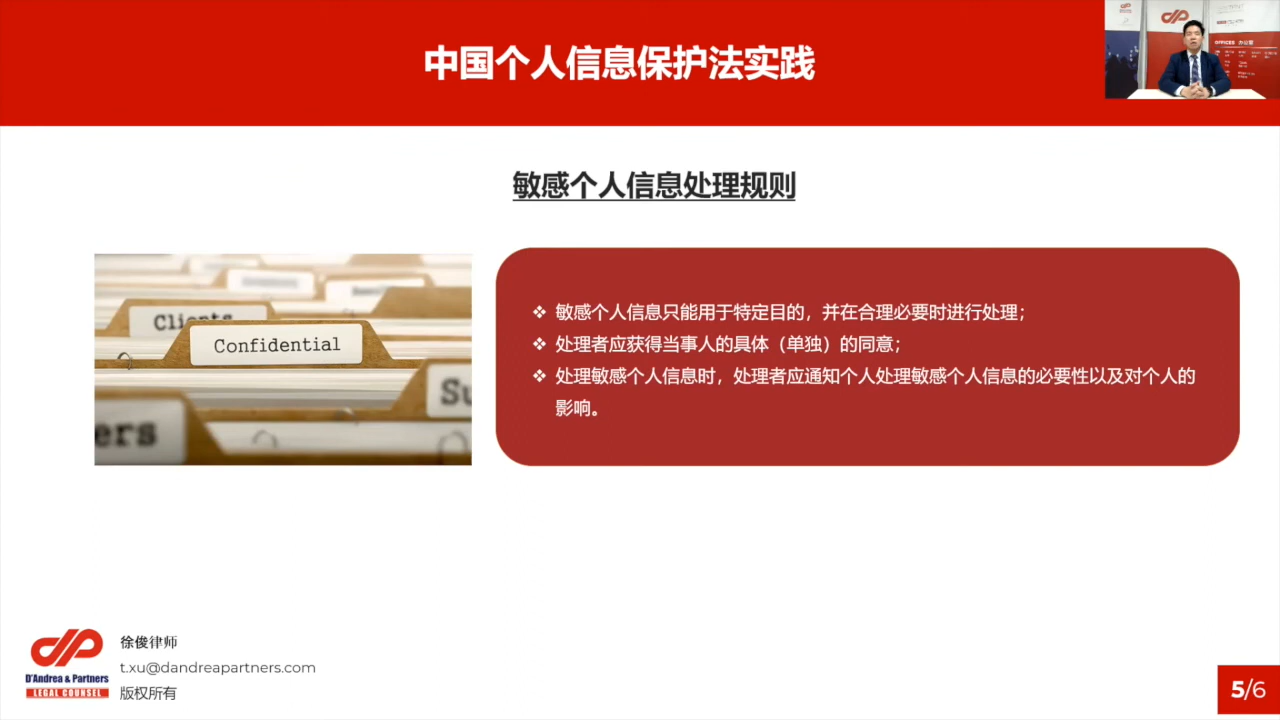 中国个人信息保护法实践
OFFICES 办公室
敏感个人信息处理规则
Clients
Confidential
ers
Su
❖ 敏感个人信息只能用于特定目的，并在合理必要时进行处理；
❖ 处理者应获得当事人的具体（单独）的同意；
❖ 处理敏感个人信息时，处理者应通知个人处理敏感个人信息的必要性以及对个人的
影响。
D'Andrea & Partners
LEGAL COUNSEL
徐俊律师
t.xu@dandreapartners.com
版权所有
5/6